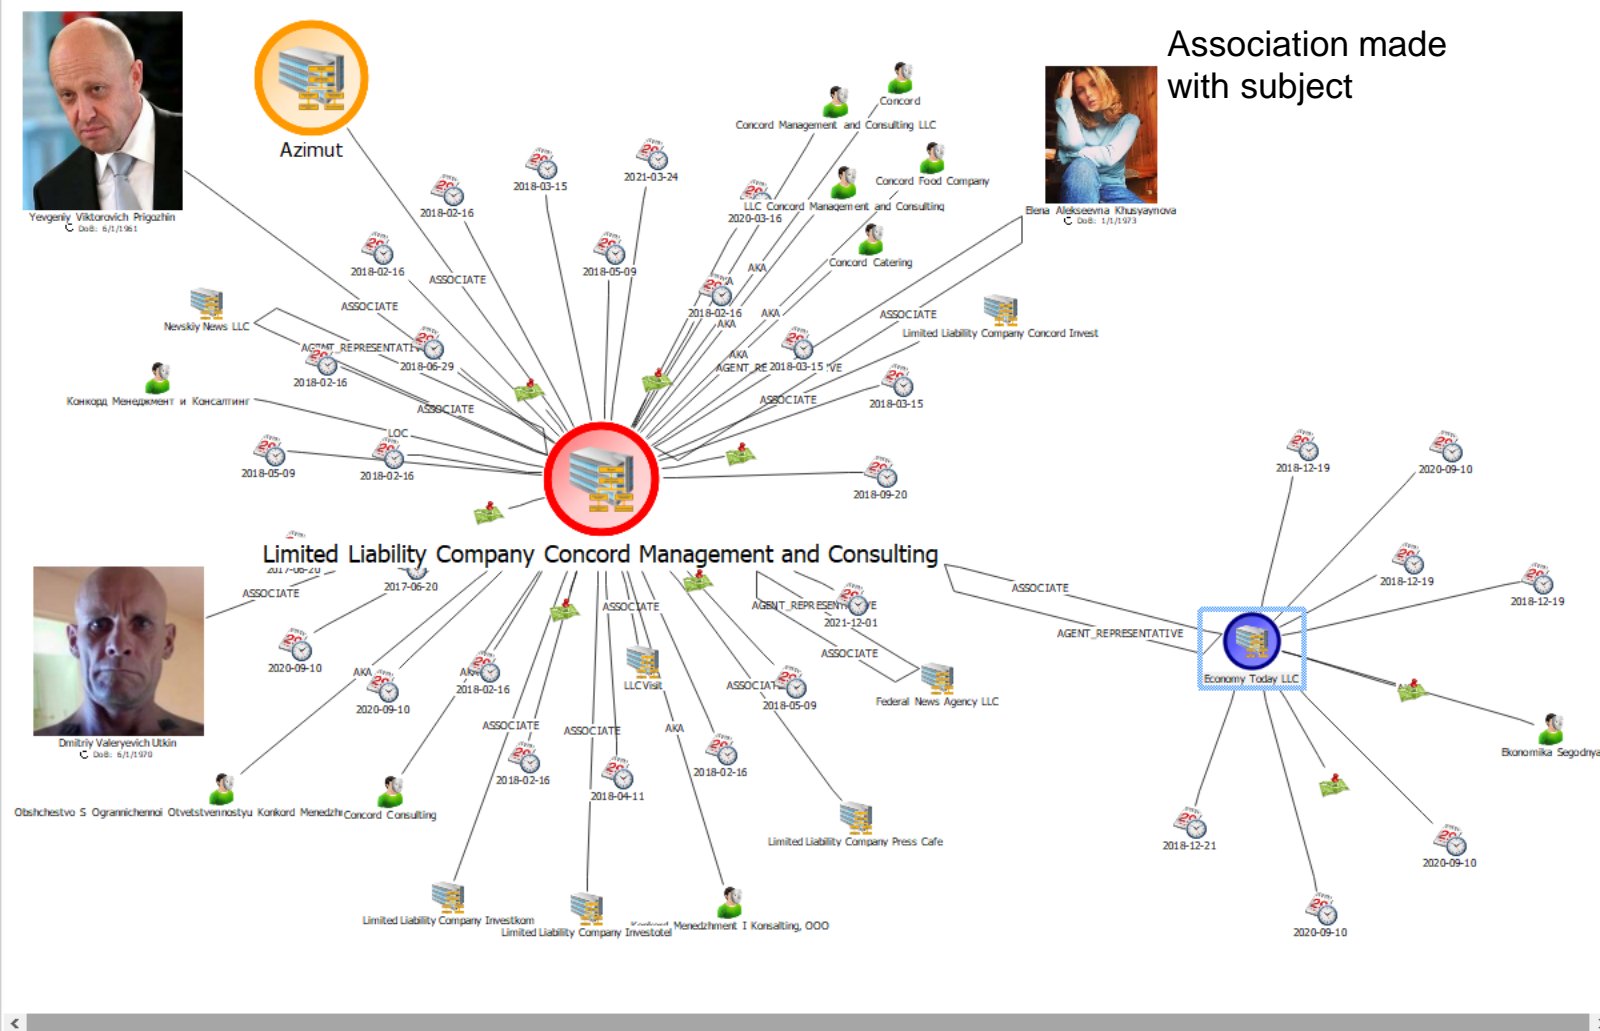 Association made
with subject
Azimut
Concord
Concord Management and Consulting LLC
2018-03-15
2021-03-24
Concord Food Company
2018-02-16
LLC Concord Management and Consulting
2020-03-16
Yevgeniy Viktorovich Prigozhin
DoB: 6/1/1961
Elena Alekseevna Khusyaynova
DoB: 1/1/1973
2018-02-16
2018-05-09
Concord Catering
ASSOCIATE
AKA
ASSOCIATE
2018-02-16
AKA
ASSOCIATE
Nevskiy News LLC
AKA
Limited Liability Company Concord Invest
2018-06-29
AKA
2018-03-15
2018-02-16
ASSOCIATE
2018-03-15
Конкорд Менеджмент и Консалтинг
ASSOCIATE
LOC
2018-05-09
2018-02-16
2018-09-20
2018-12-19
2020-09-10
Limited Liability Company Concord Management and Consulting
2017-06-20
2017-06-20
ASSOCIATE
ASSOCIATE
ASSOCIATE
2018-12-19
2018-12-19
2021-12-01
AGENT_REPRESENTATIVE
ASSOCIATE
2020-09-10
AKA
2018-02-16
LLC Visit
2018-05-09
Economy Today LLC
Federal News Agency LLC
2020-09-10
ASSOCIATE
ASSOCIATE
AKA
Dmitriy Valeryevich Utkin
DoB: 6/1/1970
2018-02-16
2018-02-16
2018-04-11
Ekonomika Segodnya
Obshchestvo S Ogrannichennoi Otvetstvennostyu Konkord Menedzh
Concord Consulting
Limited Liability Company Press Cafe
2018-12-21
2020-09-10
Limited Liability Company Investkom
Limited Liability Company Investotel
Menedzhment I Konsalting, OOO
2020-09-10